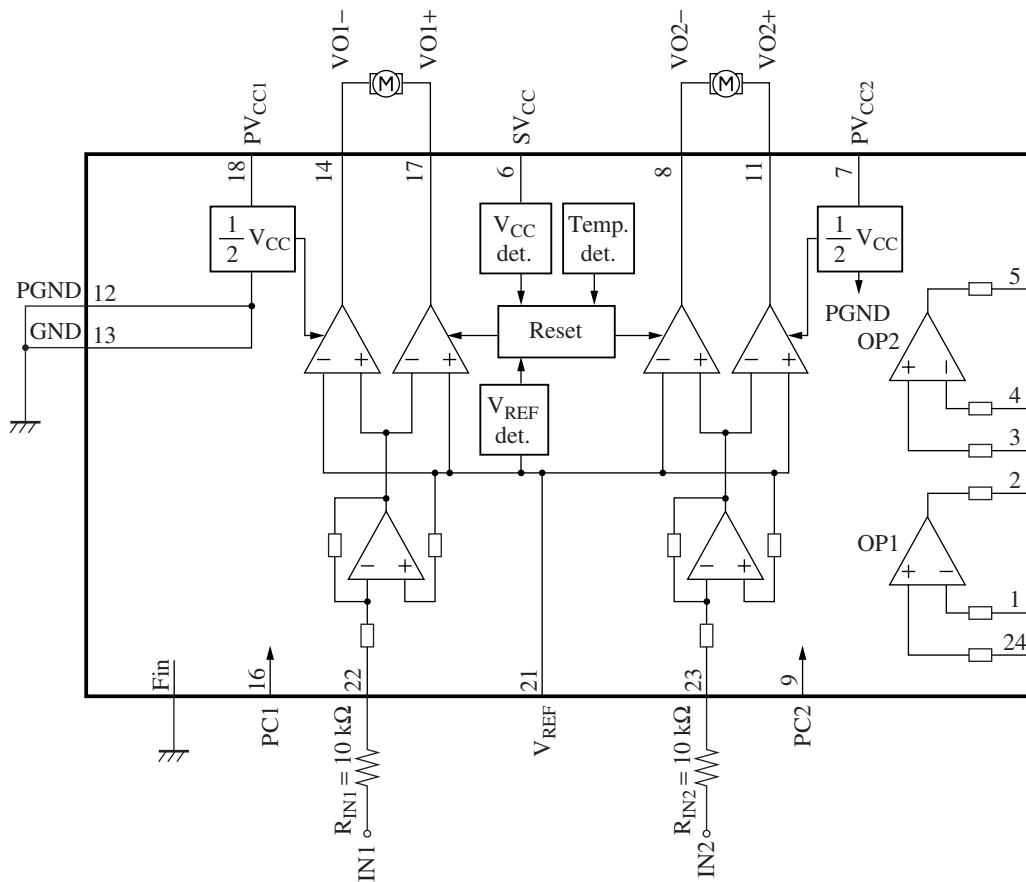 VO1−
VO1+
VO2−
VO2+
M
M
PVCC1
SVCC
PVCC2
18
14
17
6
8
11
7
1/2 VCC
VCC
det.
Temp.
det.
1/2 VCC
PGND
12
GND
13
Reset
PGND
− +
− +
− +
− +
VREF
det.
OP2
5
+ −
4
3
2
OP1
+ −
1
24
− +
− +
Fin
16
22
21
23
9
PC1
RIN1 = 10 kΩ
VREF
RIN2 = 10 kΩ
PC2
IN1
IN2